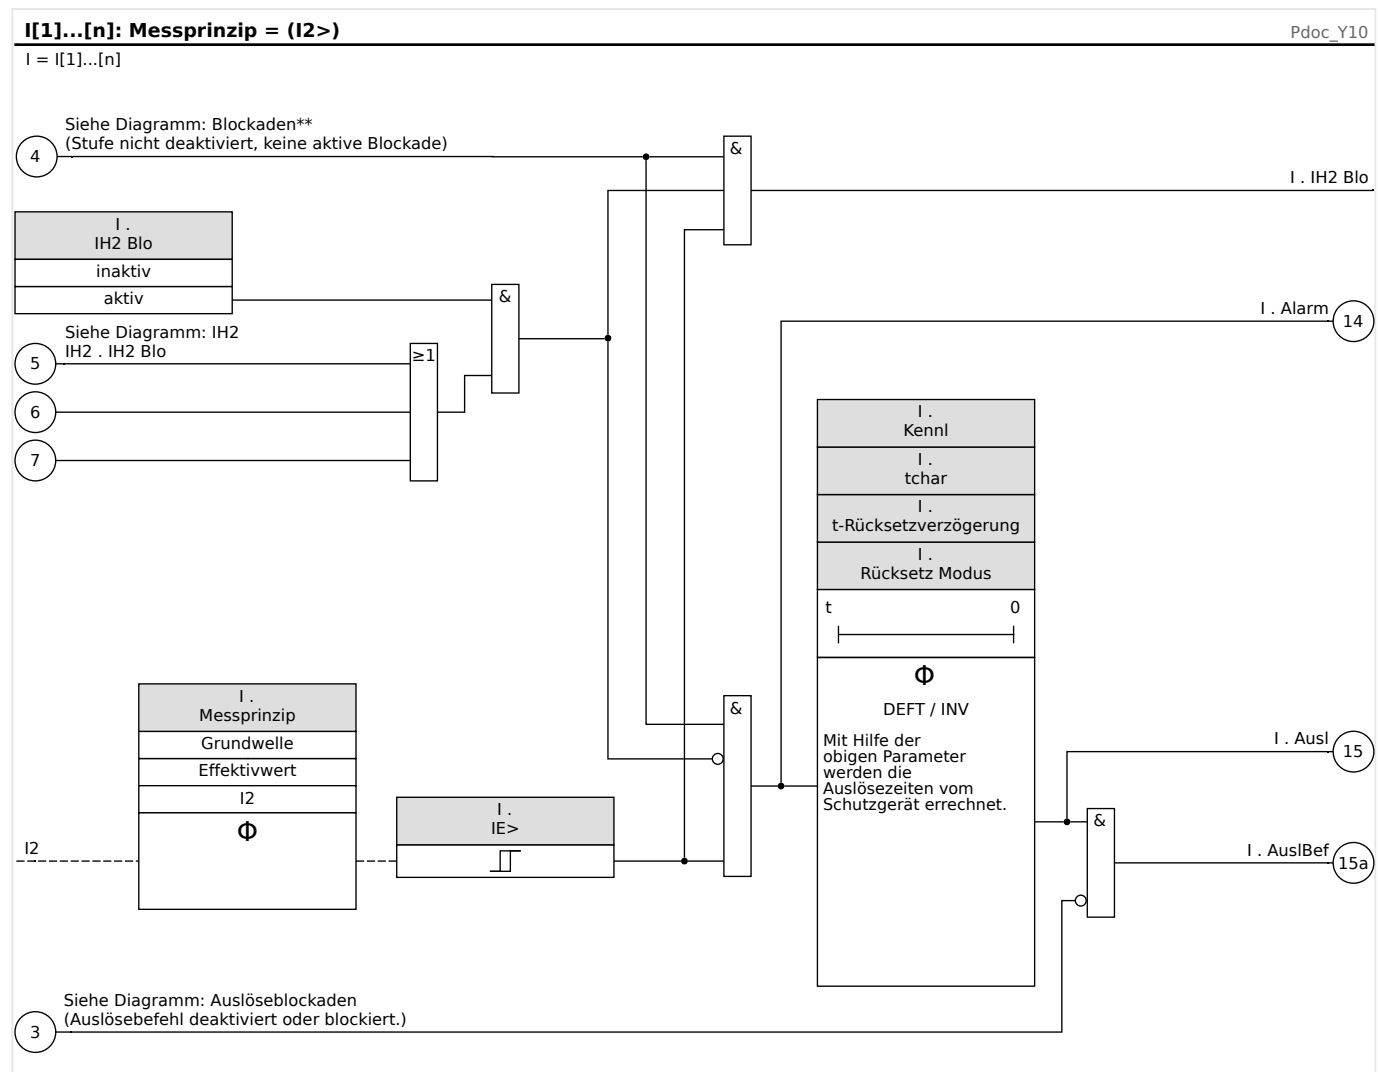 I[1]...[n]: Messprinzip = (I2>)
Pdoc_Y10
I = I[1]...[n]
Siehe Diagramm: Blockaden**
(Stufe nicht deaktiviert, keine aktive Blockade)
4
&
I . IH2 Blo
I .
IH2 Blo
inaktiv
aktiv
&
I . Alarm
14
Siehe Diagramm: IH2
IH2 . IH2 Blo
5
≥1
6
7
I .
Kennl
I .
tchar
I .
t-Rücksetzverzögerung
I .
Rücksetz Modus
t
0
Φ
DEFT / INV
Mit Hilfe der
obigen Parameter
werden die
Auslösezeiten vom
Schutzgerät errechnet.
I .
Messprinzip
Grundwelle
Effektivwert
I2
Φ
I2
I .
IE>
&
I . Ausl
15
&
I . AuslBef
15a
Siehe Diagramm: Auslöseblockaden
(Auslösebefehl deaktiviert oder blockiert.)
3